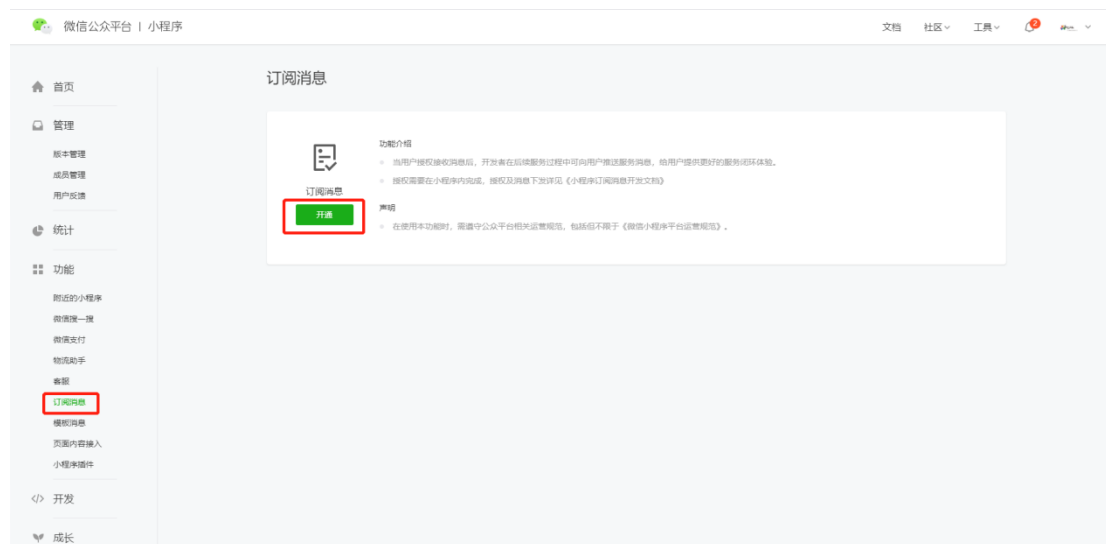 微信公众平台 | 小程序
文档 社区 工具 2
首页
管理
版本管理
成员管理
用户反馈
统计
功能
附近的小程序
微信搜一搜
微信支付
物流助手
客服
订阅消息
模板消息
页面内容接入
小程序插件
开发
成长
订阅消息
订阅消息
开通
功能介绍
当用户授权接收消息后，开发者在后续服务过程中可向用户推送服务消息，给用户提供更好的服务闭环体验。
授权需要在小程序内完成，授权及消息下发详见《小程序订阅消息开发文档》
声明
在使用本功能时，需遵守公众平台相关运营规范，包括但不限于《微信小程序平台运营规范》。